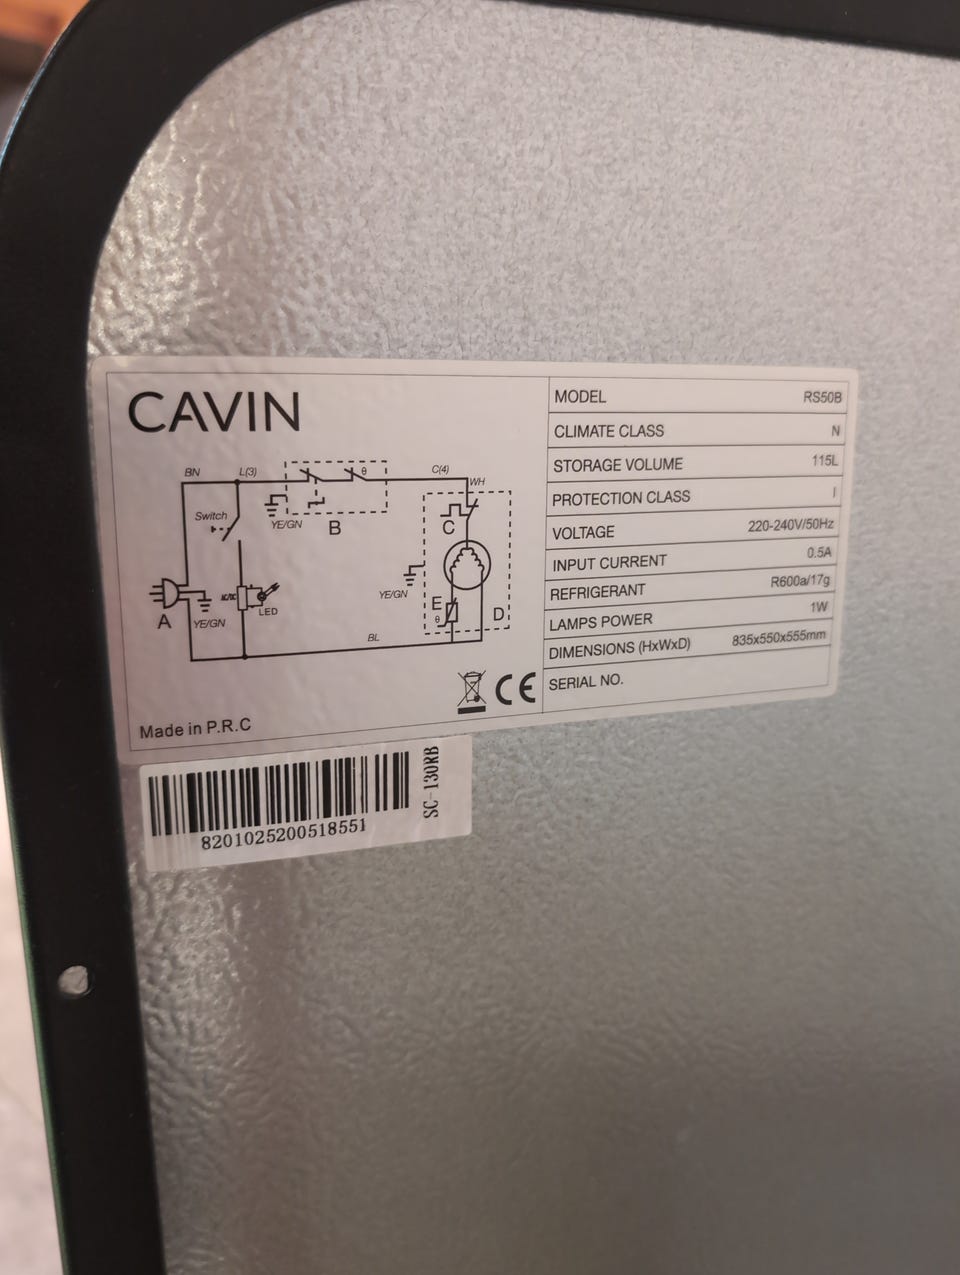 CAVIN
BN L(3) θ C(4) WH
Switch
YE/GN B C
A YE/GN AC/DC LED YE/GN E θ D
BL
CE
Made in P.R.C
MODEL RS50B
CLIMATE CLASS N
STORAGE VOLUME 115L
PROTECTION CLASS I
VOLTAGE 220-240V/50Hz
INPUT CURRENT 0.5A
REFRIGERANT R600a/17g
LAMPS POWER 1W
DIMENSIONS (HxWxD) 835x550x555mm
SERIAL NO.
8201025200518551
SC-130RB